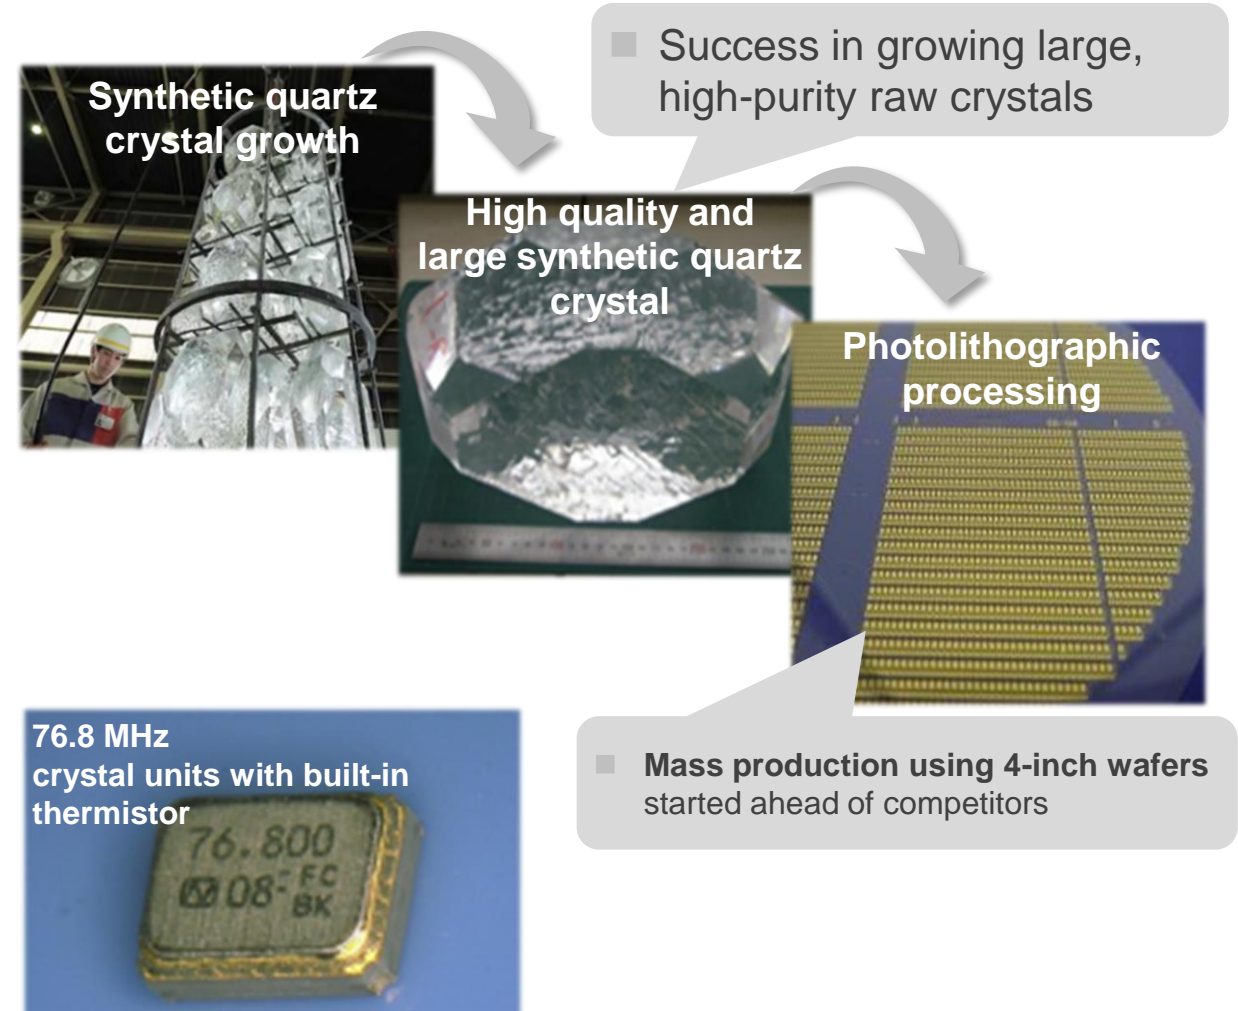 Success in growing large,
high-purity raw crystals
Synthetic quartz
crystal growth
High quality and
large synthetic quartz
crystal
Photolithographic
processing
Mass production using 4-inch wafers
started ahead of competitors
76.8 MHz
crystal units with built-in
thermistor
76.800
08-FC
BK